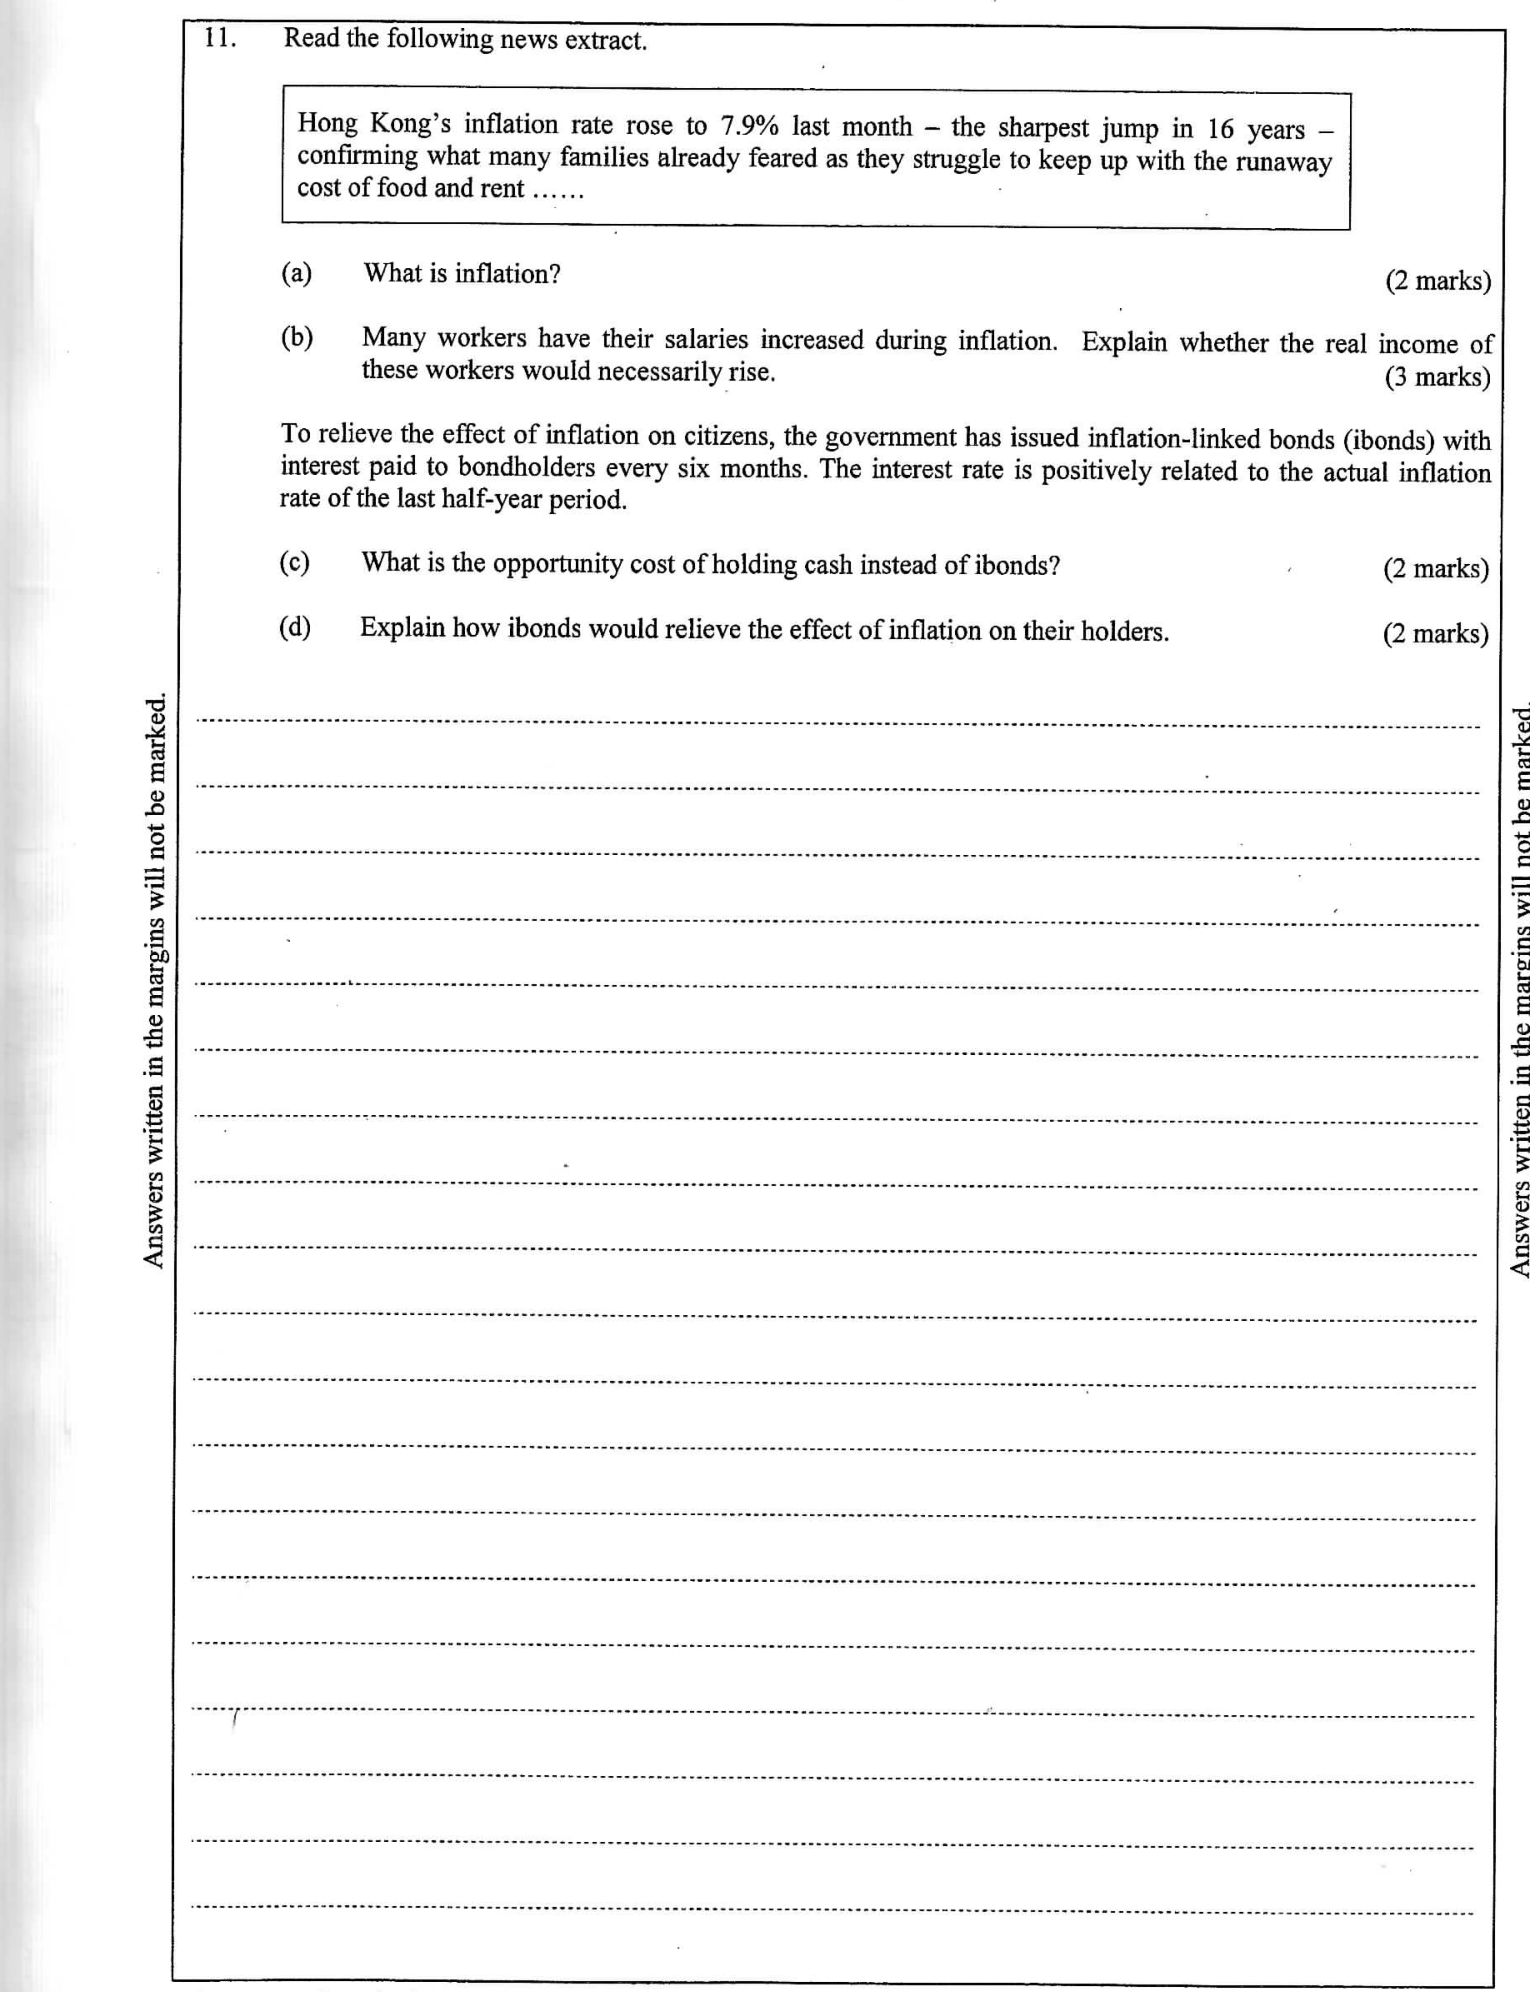 11. Read the following news extract.
Hong Kong's inflation rate rose to 7.9% last month – the sharpest jump in 16 years –
confirming what many families already feared as they struggle to keep up with the runaway
cost of food and rent ......
(a) What is inflation? (2 marks)
(b) Many workers have their salaries increased during inflation. Explain whether the real income of
these workers would necessarily rise. (3 marks)
To relieve the effect of inflation on citizens, the government has issued inflation-linked bonds (ibonds) with
interest paid to bondholders every six months. The interest rate is positively related to the actual inflation
rate of the last half-year period.
(c) What is the opportunity cost of holding cash instead of ibonds? (2 marks)
(d) Explain how ibonds would relieve the effect of inflation on their holders. (2 marks)
Answers written in the margins will not be marked.
Answers written in the margins will not be marked.